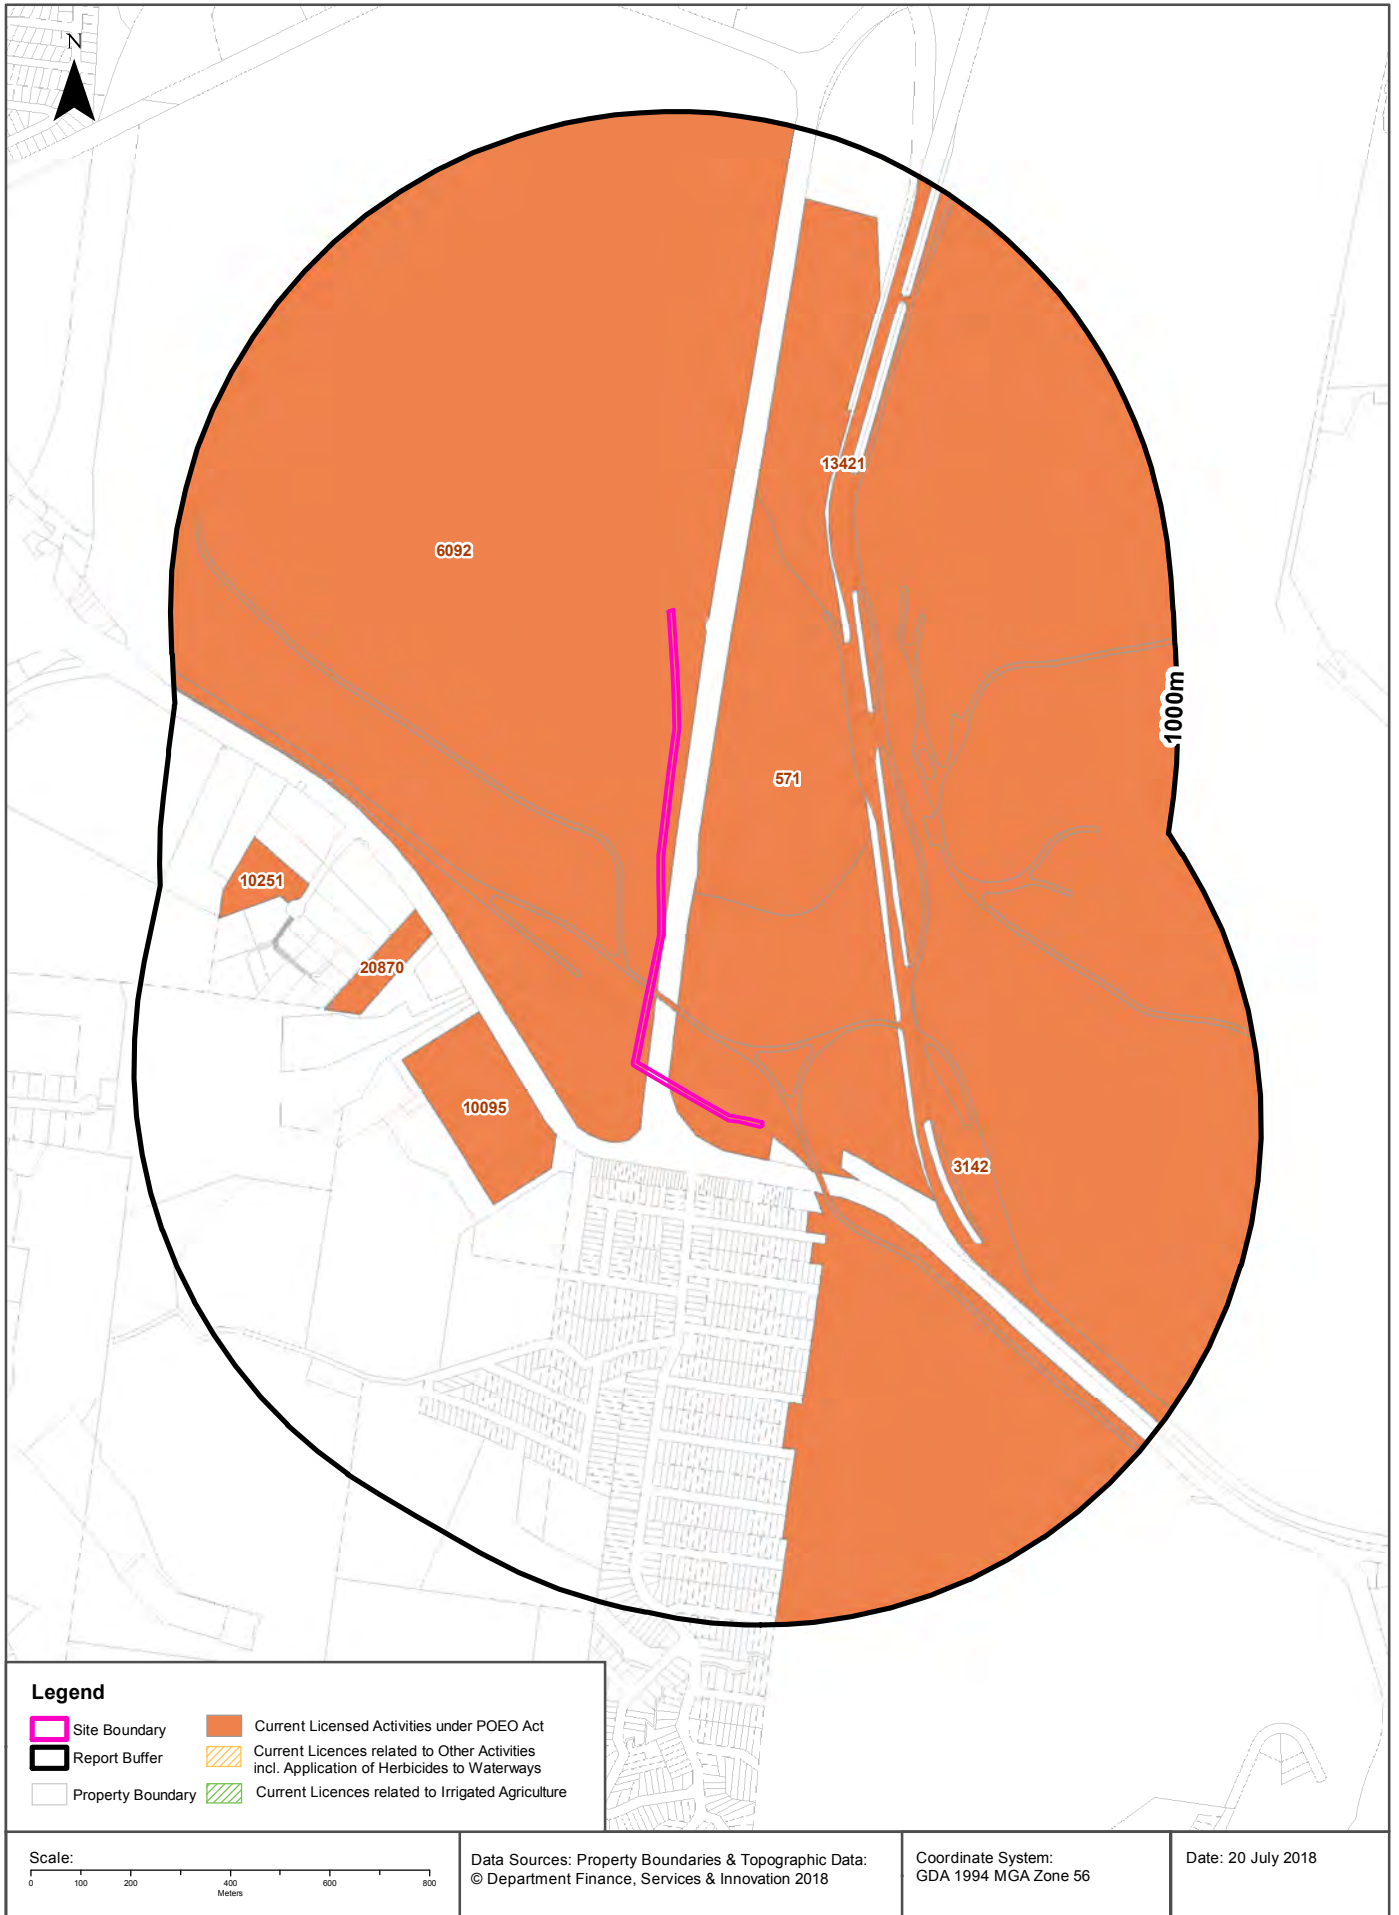 N
13421
6092
1000m
571
10251
20870
10095
3142
Legend
Site Boundary
Report Buffer
Property Boundary
Current Licensed Activities under POEO Act
Current Licences related to Other Activities
incl. Application of Herbicides to Waterways
Current Licences related to Irrigated Agriculture
Scale:
0 100 200 400 600 800
Meters
Data Sources: Property Boundaries & Topographic Data:
© Department Finance, Services & Innovation 2018
Coordinate System:
GDA 1994 MGA Zone 56
Date: 20 July 2018